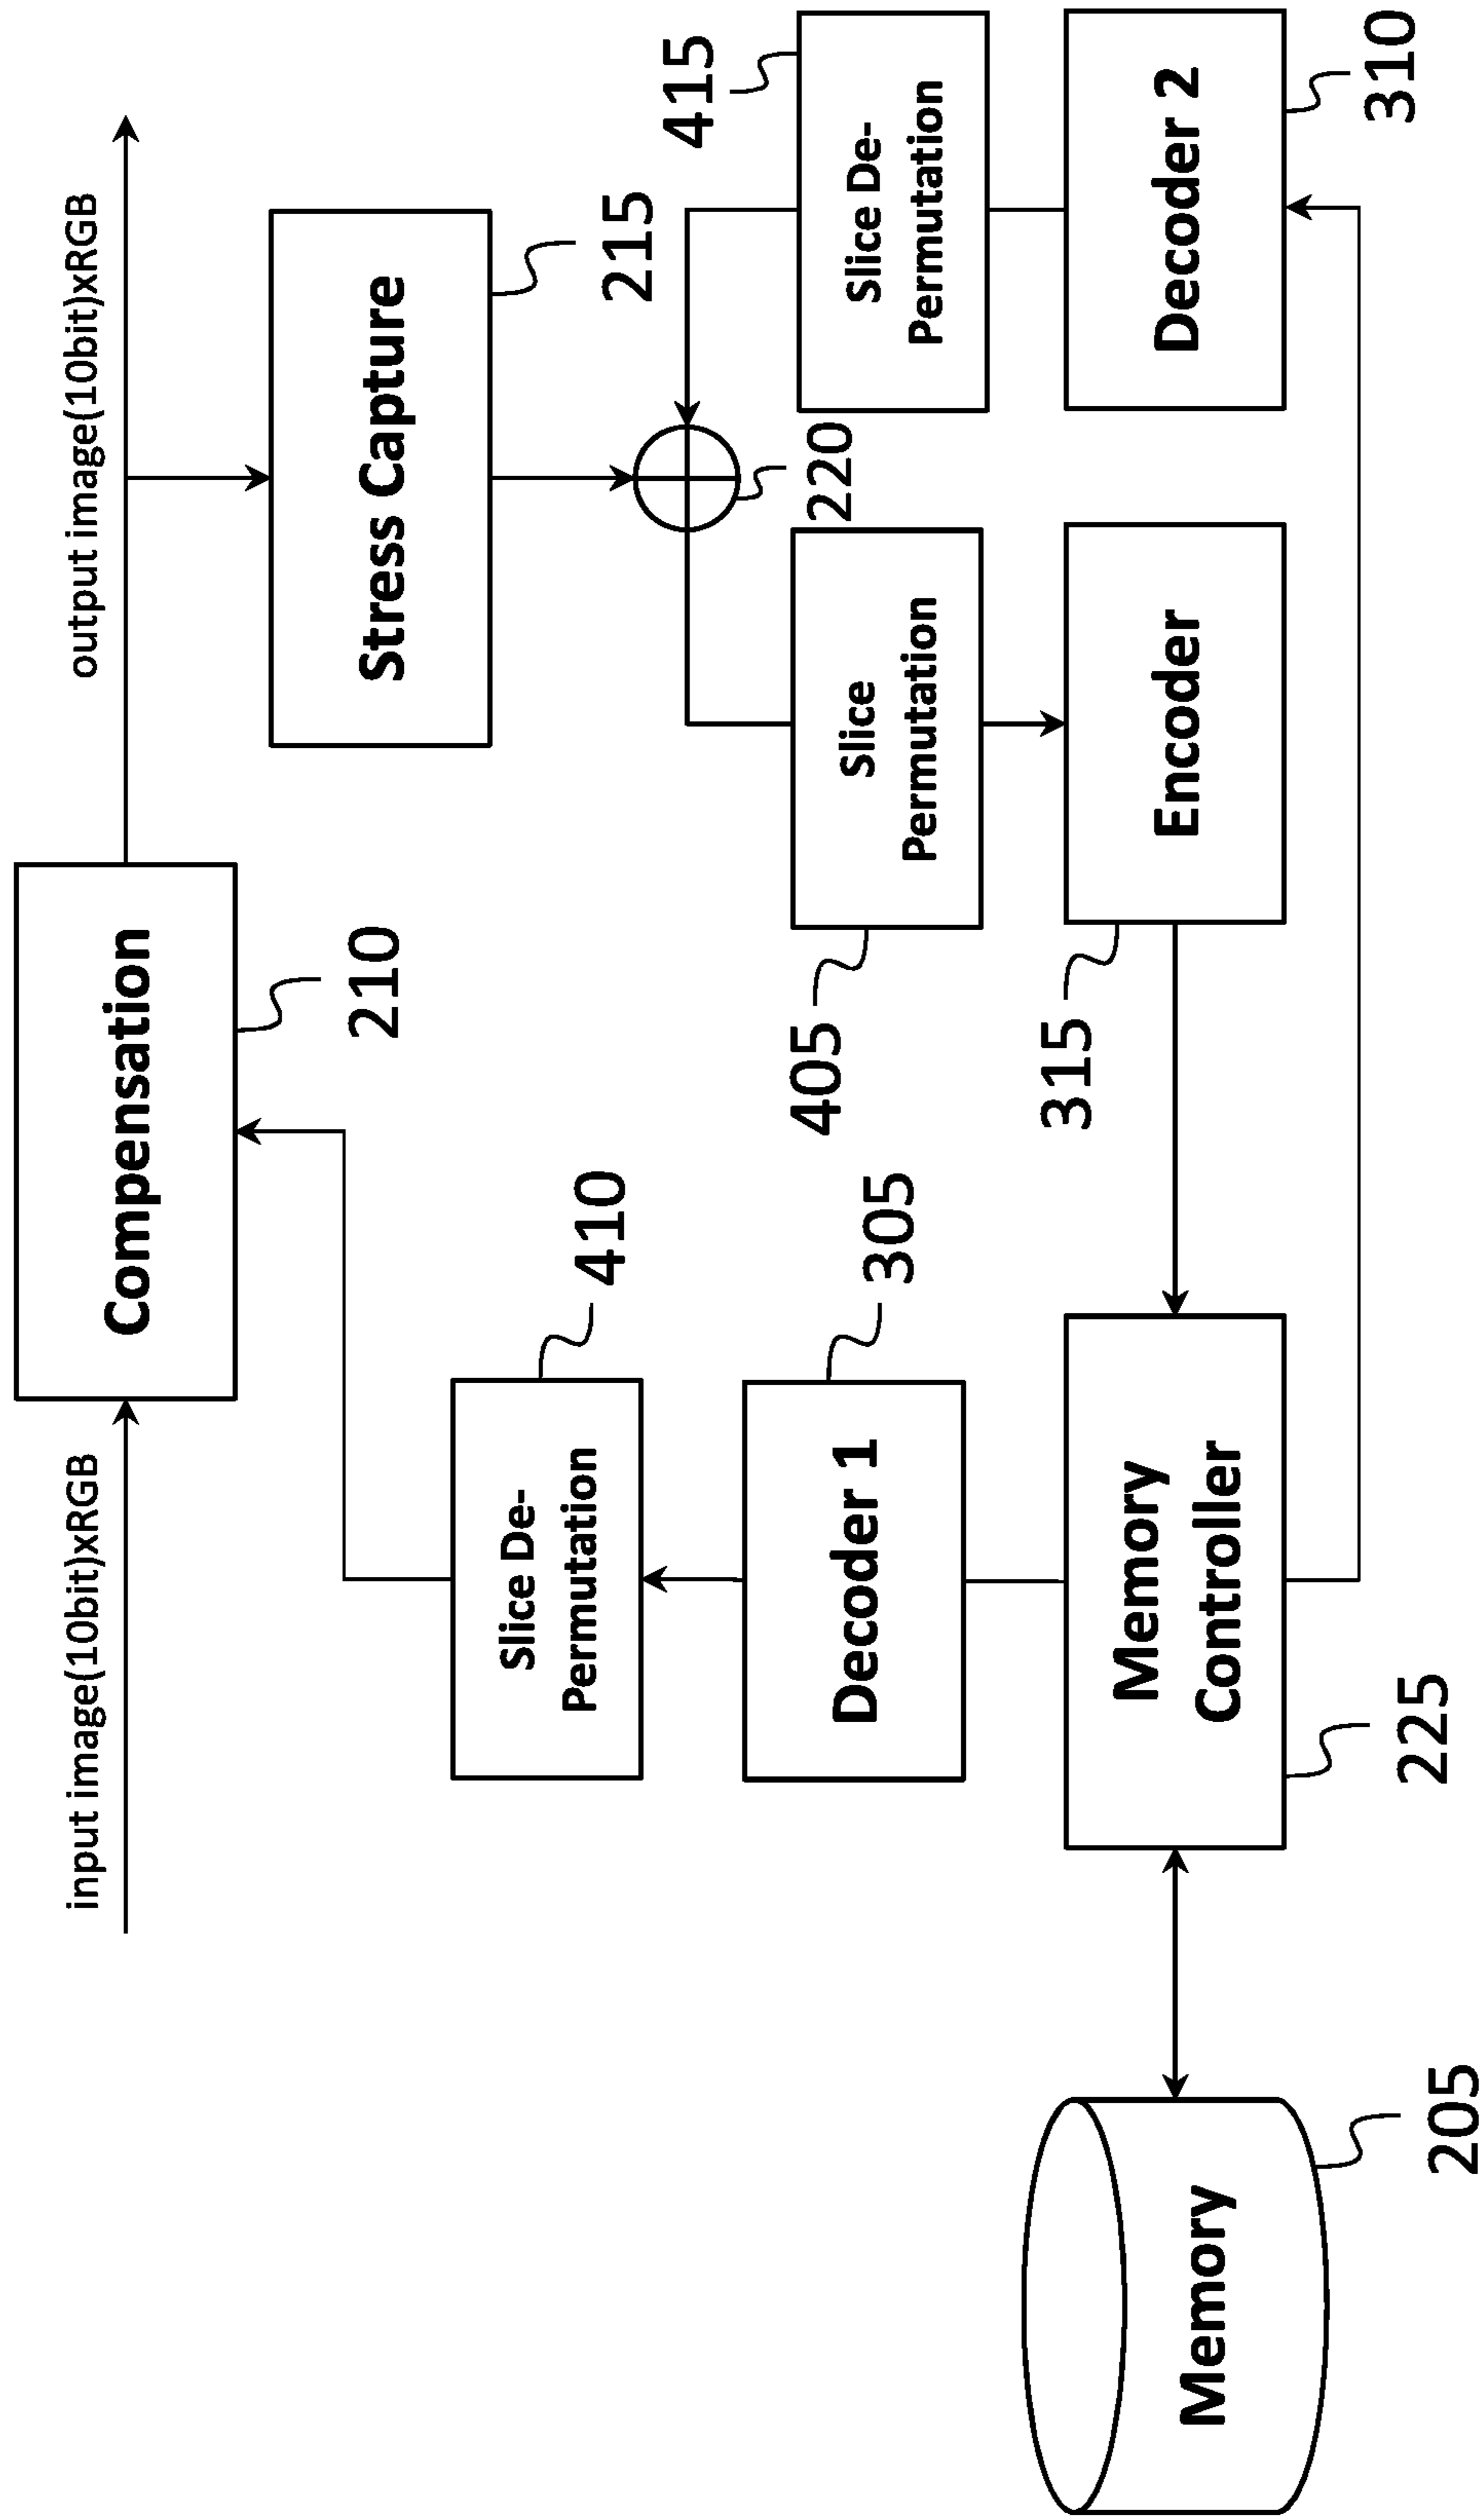 input image(10bit)xRGB
Compensation
210
output image(10bit)xRGB
Stress Capture
215
Slice De-
Permutation
410
220
Decoder 1
305
Slice
Permutation
405
Slice De-
Permutation
415
Memory
205
Memory
Controller
225
Encoder
315
Decoder 2
310